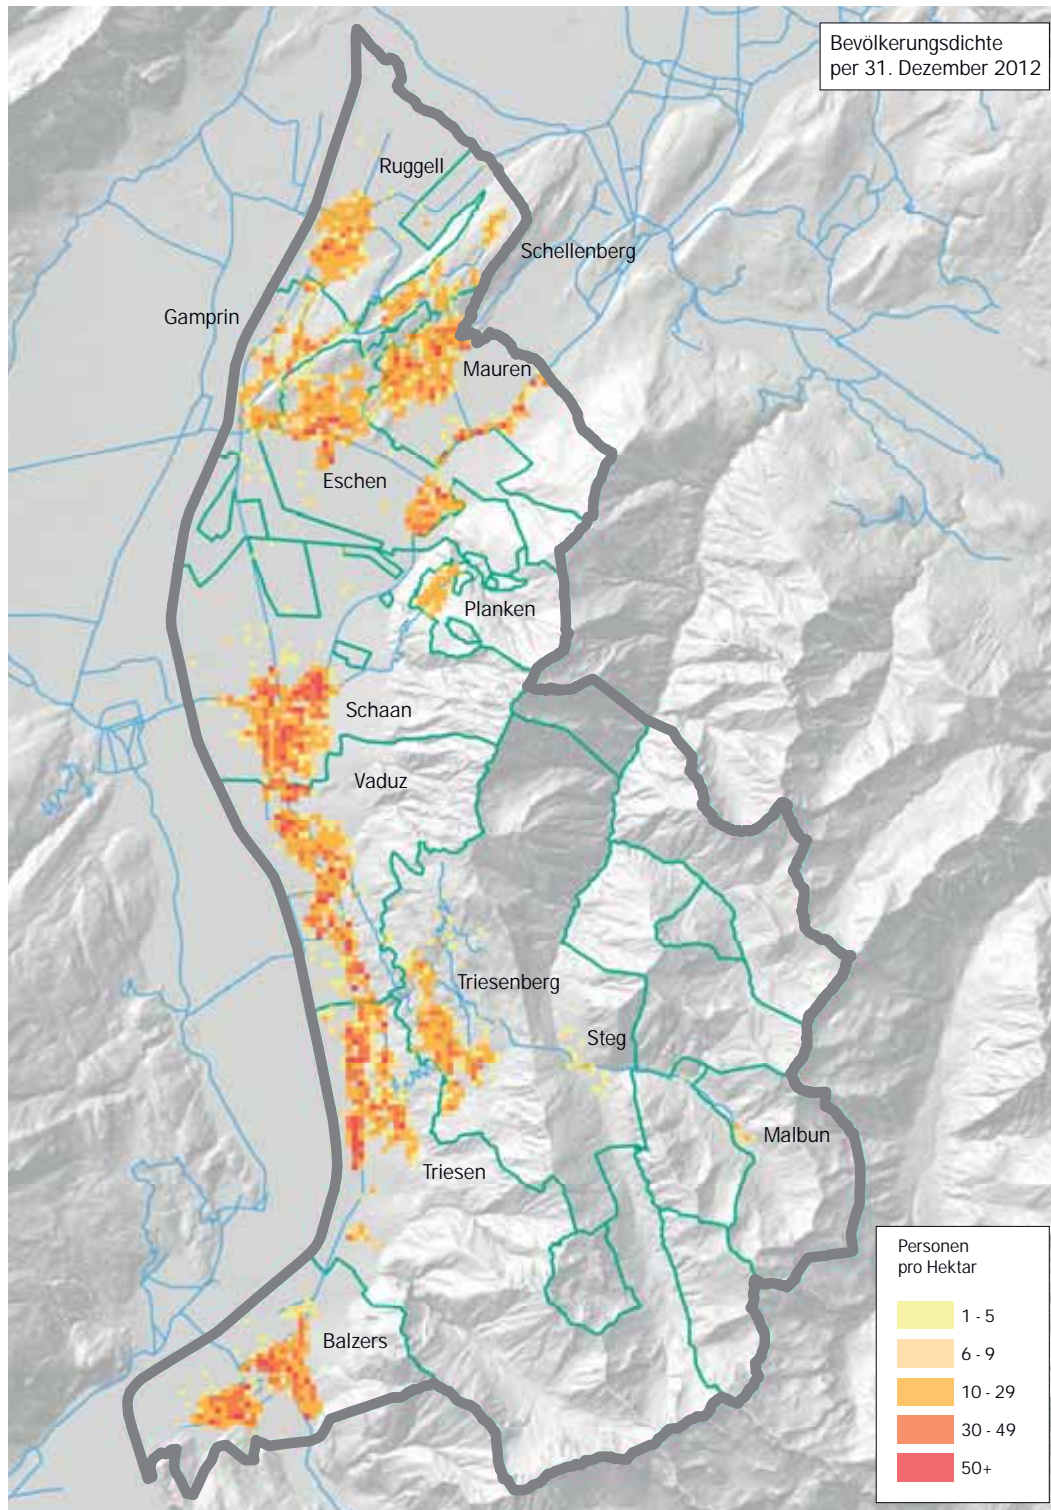 Bevölkerungsdichte
per 31. Dezember 2012
Ruggell
Schellenberg
Gamprin
Mauren
Eschen
Planken
Schaan
Vaduz
Triesenberg
Steg
Malbun
Triesen
Balzers
Personen
pro Hektar
1 - 5
6 - 9
10 - 29
30 - 49
50+